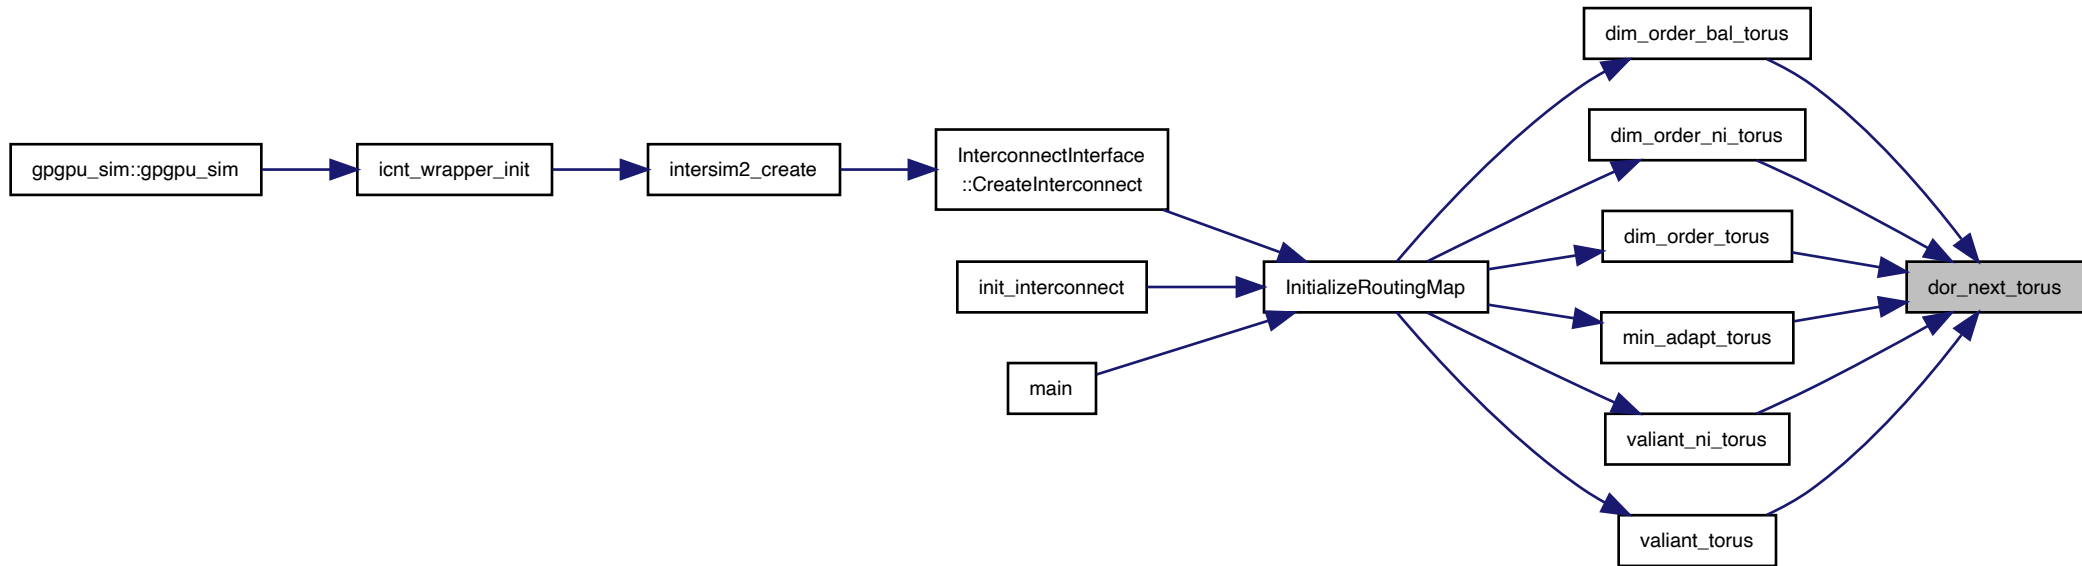 gpgpu_sim::gpgpu_sim
icnt_wrapper_init
intersim2_create
InterconnectInterface
::CreateInterconnect
init_interconnect
main
InitializeRoutingMap
dim_order_bal_torus
dim_order_ni_torus
dim_order_torus
min_adapt_torus
valiant_ni_torus
valiant_torus
dor_next_torus